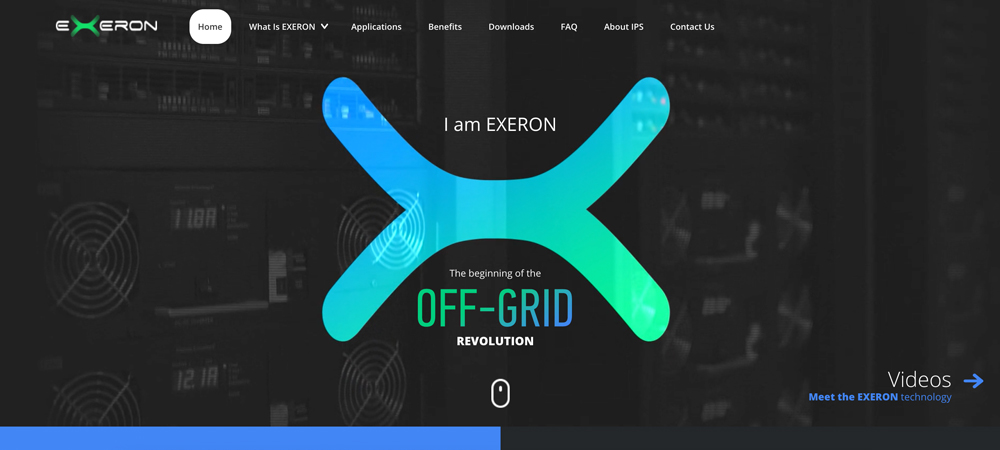 EXERON
Home
What Is EXERON
Applications
Benefits
Downloads
FAQ
About IPS
Contact Us
I am EXERON
11.8A
The beginning of the
OFF-GRID
REVOLUTION
12.1A
Videos
Meet the EXERON technology